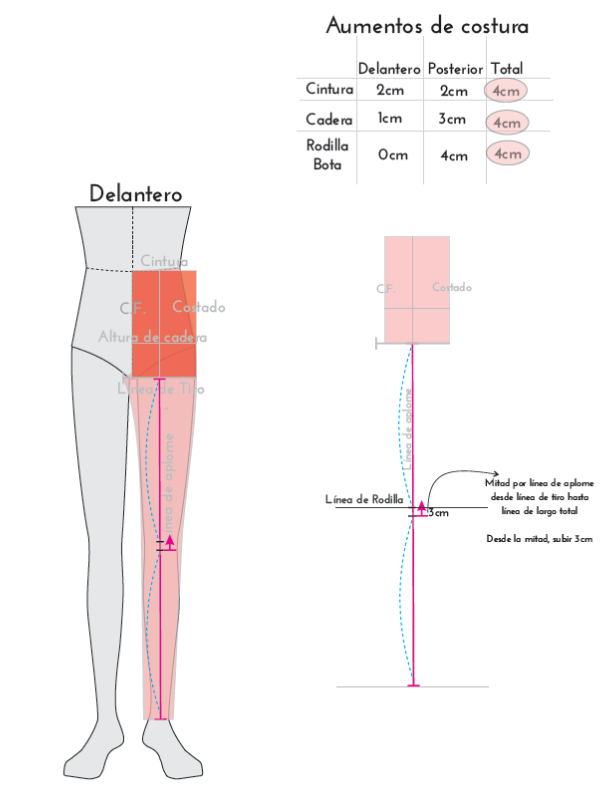 Aumentos de costura
Delantero Posterior Total
Cintura 2cm 2cm 4cm
Cadera 1cm 3cm 4cm
Rodilla
Bota 0cm 4cm 4cm
Delantero
Cintura
C.F. Costado
Altura de cadera
Línea de Tiro
Línea de aplome
C.F. Costado
Línea de aplome
Línea de Rodilla
3cm
Mitad por línea de aplome
desde línea de tiro hasta
línea de largo total
Desde la mitad, subir 3cm